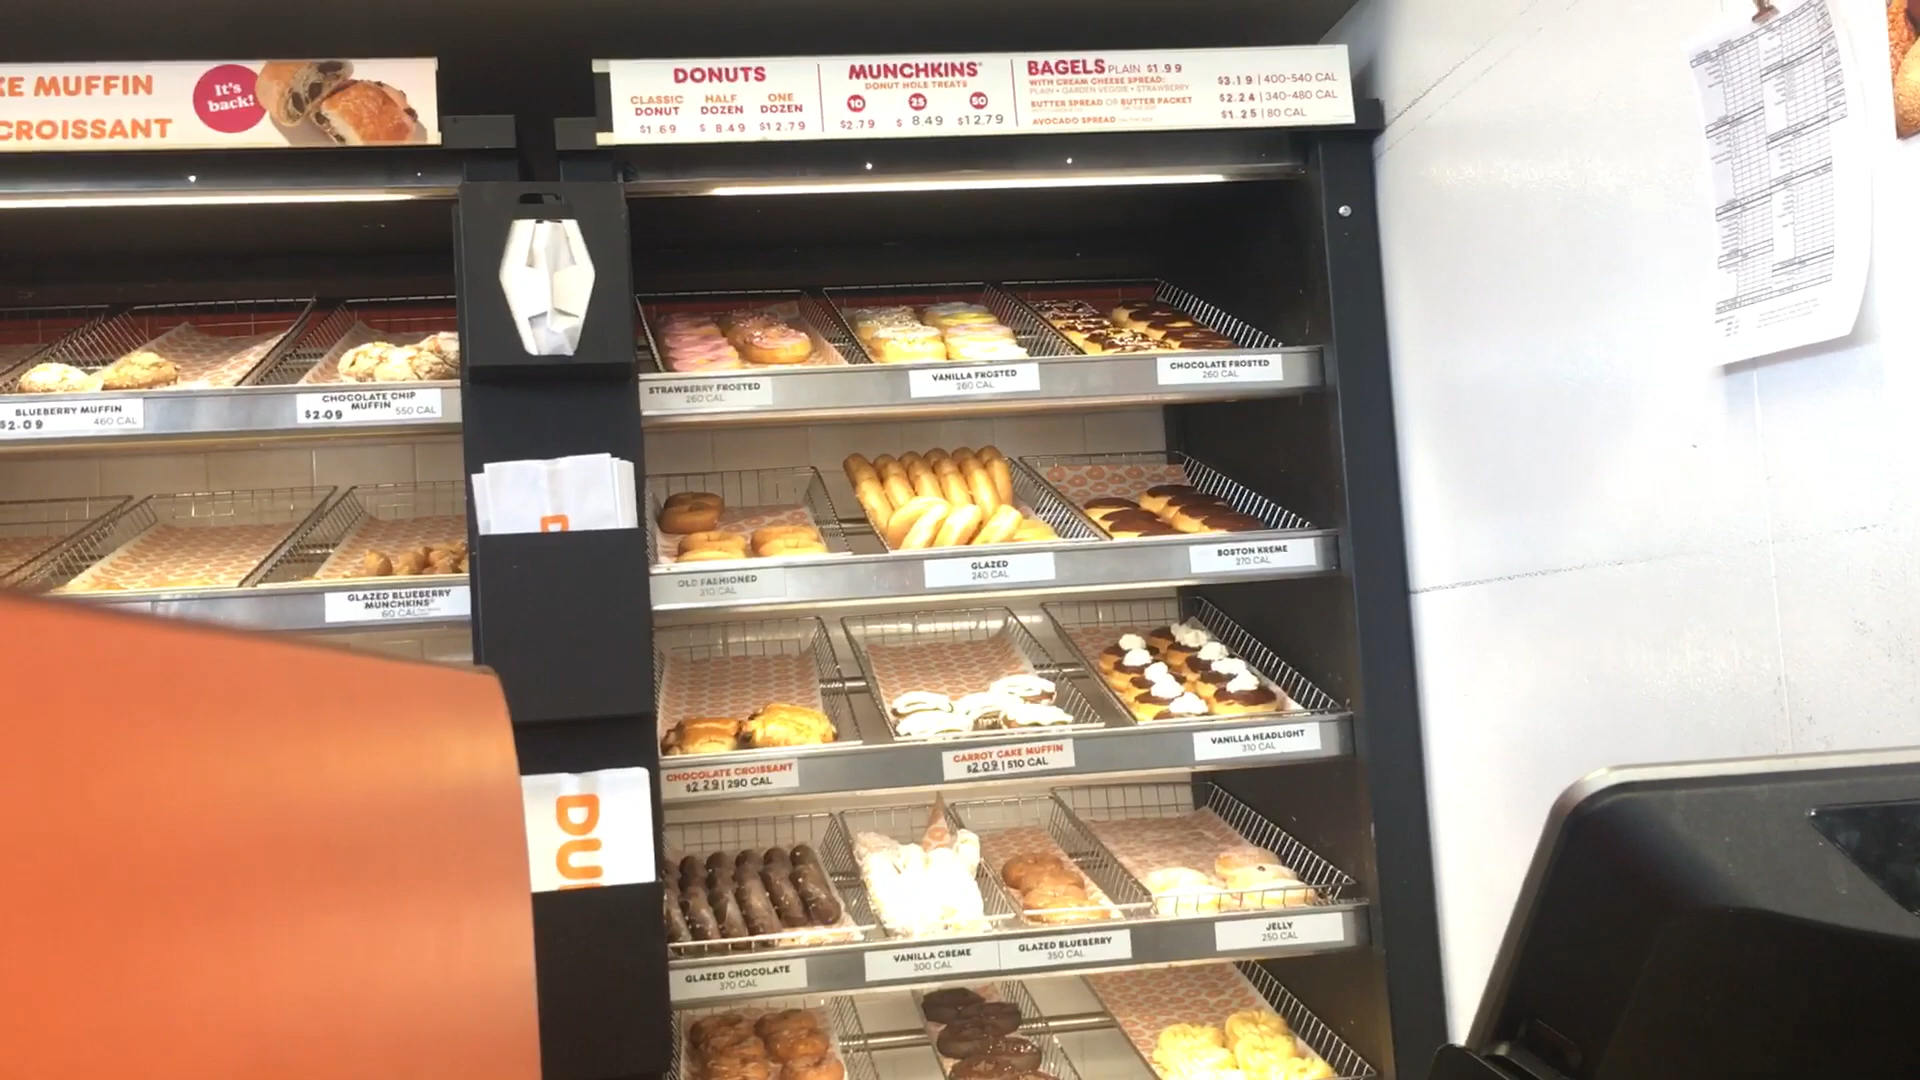 KE MUFFIN
CROISSANT
It's
back!
DONUTS
CLASSIC DONUT
$1.69
HALF DOZEN
$ 8.49
ONE DOZEN
$12.79
MUNCHKINS®
DONUT HOLE TREATS
10 25 50
$2.79 $ 8.49 $12.79
BAGELS PLAIN $1.99
WITH CREAM CHEESE SPREAD:
PLAIN • GARDEN VEGGIE • STRAWBERRY
$3.19 | 400-540 CAL
BUTTER SPREAD OR BUTTER PACKET
$2.24 | 340-480 CAL
AVOCADO SPREAD
$1.25 | 80 CAL
BLUEBERRY MUFFIN
$2.09 460 CAL
CHOCOLATE CHIP
MUFFIN
$2.09 550 CAL
STRAWBERRY FROSTED
260 CAL
VANILLA FROSTED
260 CAL
CHOCOLATE FROSTED
260 CAL
GLAZED BLUEBERRY
MUNCHKINS®
60 CAL
OLD FASHIONED
310 CAL
GLAZED
240 CAL
BOSTON KREME
270 CAL
CHOCOLATE CROISSANT
$2.29 | 290 CAL
CARROT CAKE MUFFIN
$2.09 | 510 CAL
VANILLA HEADLIGHT
310 CAL
DU
GLAZED CHOCOLATE
370 CAL
VANILLA CREME
300 CAL
GLAZED BLUEBERRY
350 CAL
JELLY
250 CAL